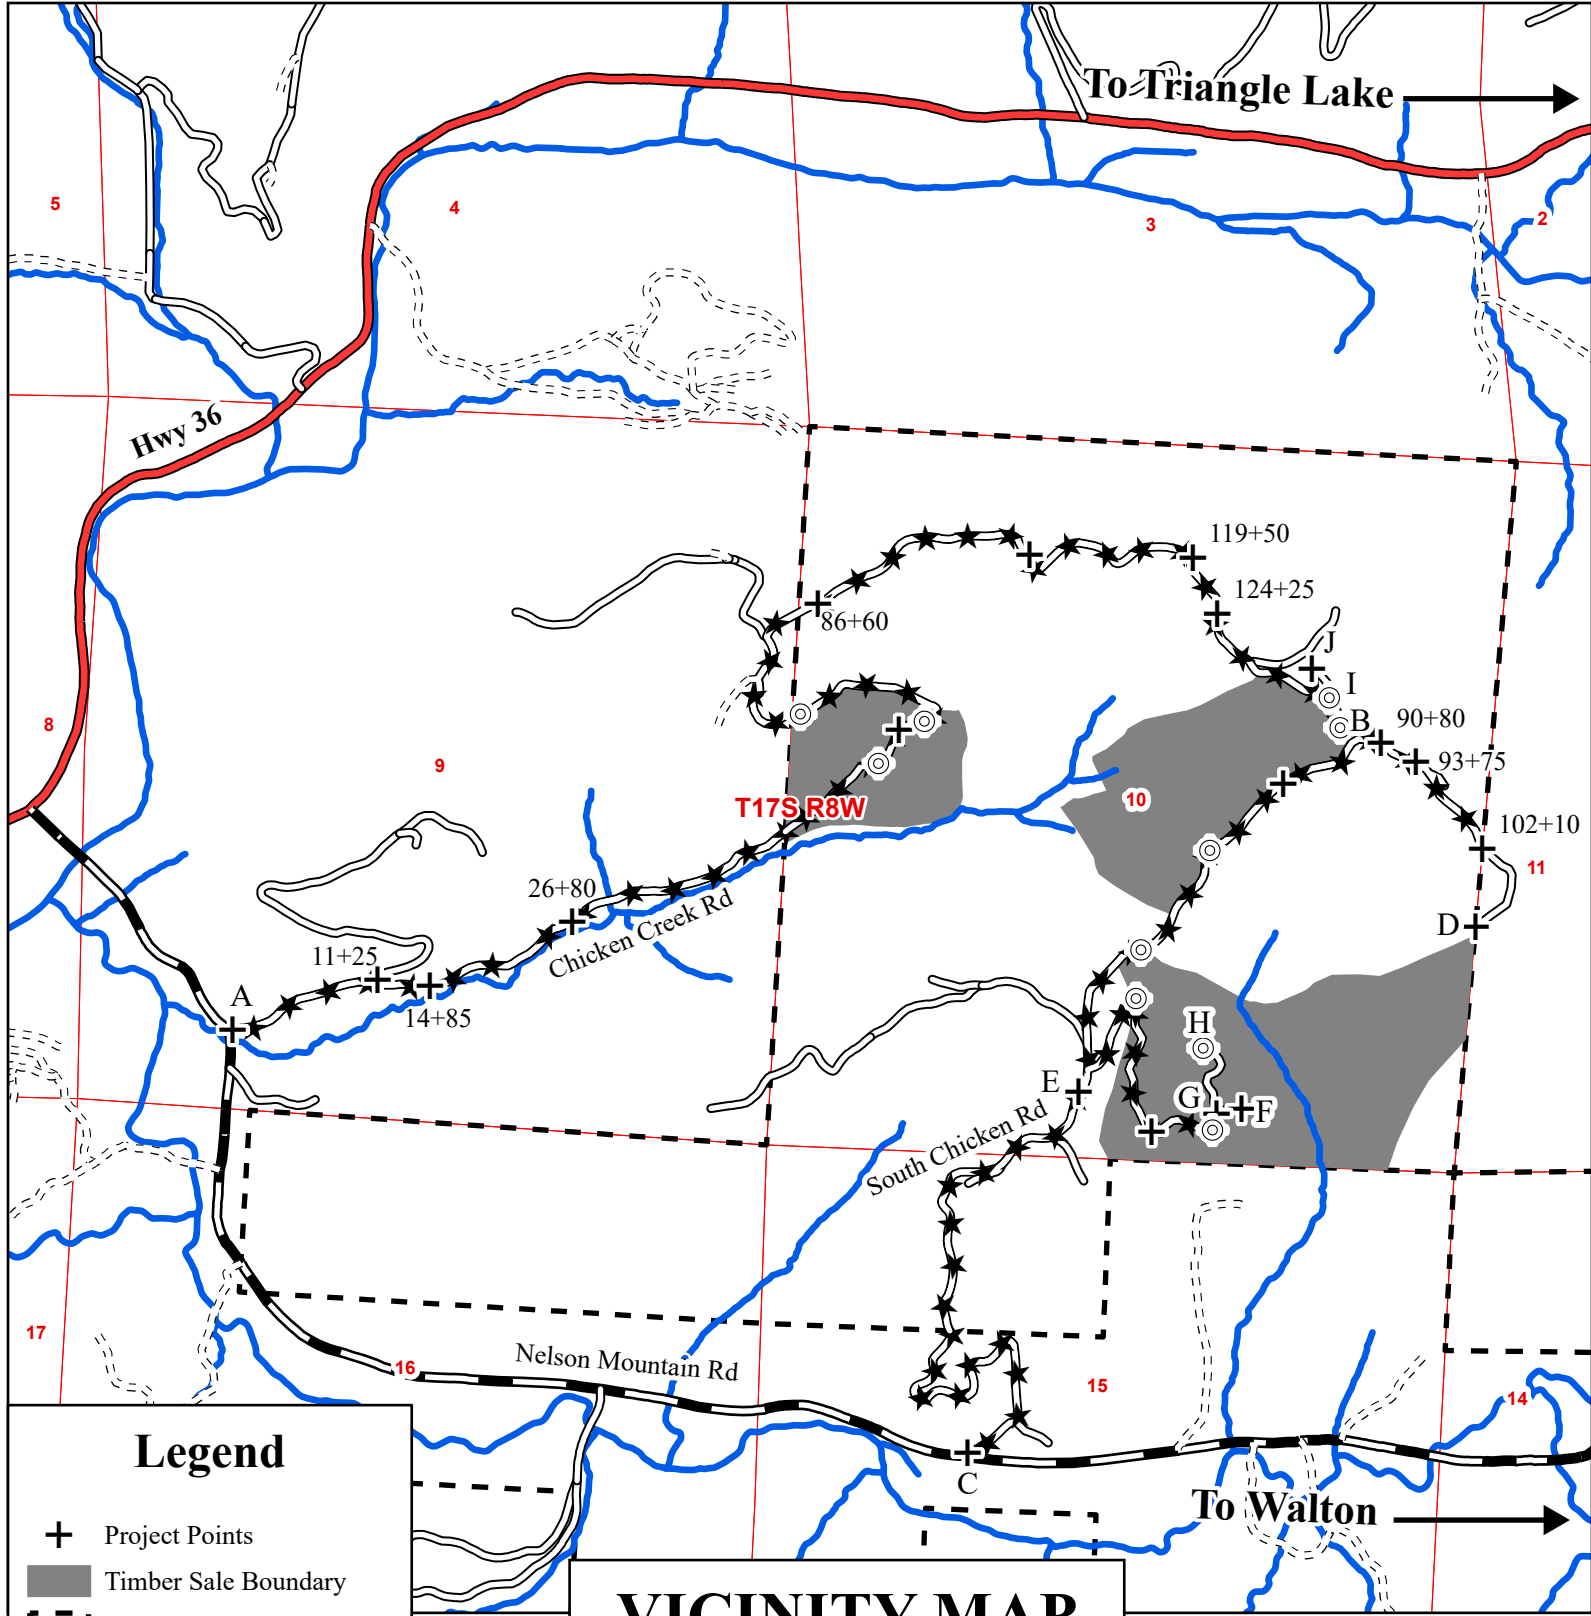 To Triangle Lake
5
4
3
2
Hwy 36
119+50
124+25
86+60
J
I
B
90+80
8
9
93+75
T17S R8W
10
102+10
11
26+80
Chicken Creek Rd
D
11+25
A
14+85
H
E
G
F
South Chicken Rd
17
16
Nelson Mountain Rd
15
14
Legend
C
To Walton
Project Points
Timber Sale Boundary
VICINITY MAP